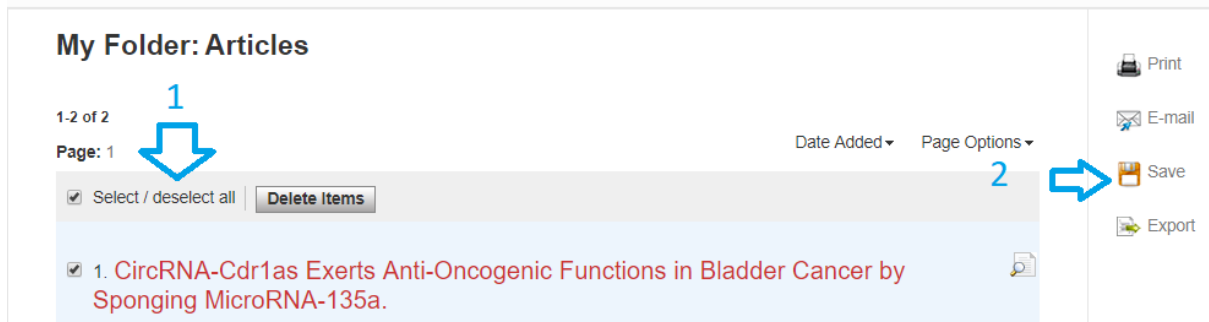 My Folder: Articles
1
1-2 of 2
Page: 1
Date Added
Page Options
Select / deselect all
Delete Items
1. CircRNA-Cdr1as Exerts Anti-Oncogenic Functions in Bladder Cancer by
Sponging MicroRNA-135a.
Print
E-mail
2
Save
Export